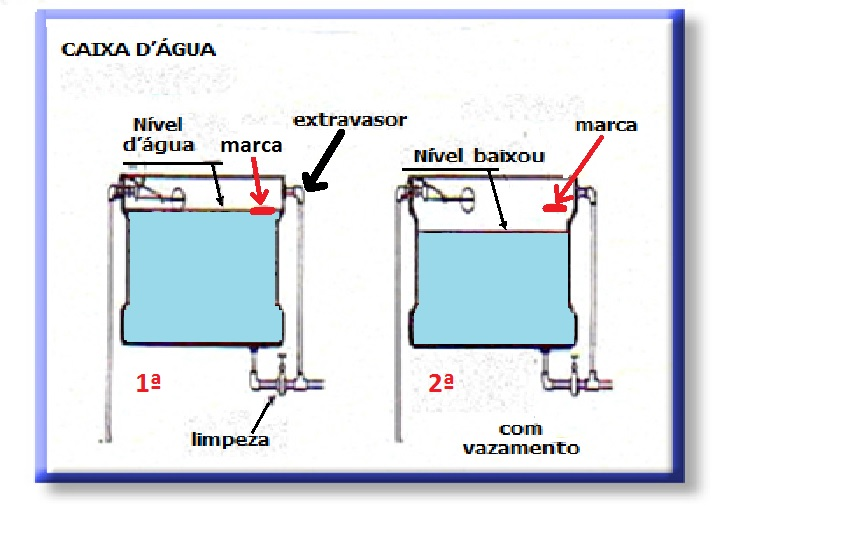 CAIXA D'ÁGUA
Nível
d'água
marca
extravasor
marca
Nível baixou
1ª
2ª
limpeza
com
vazamento